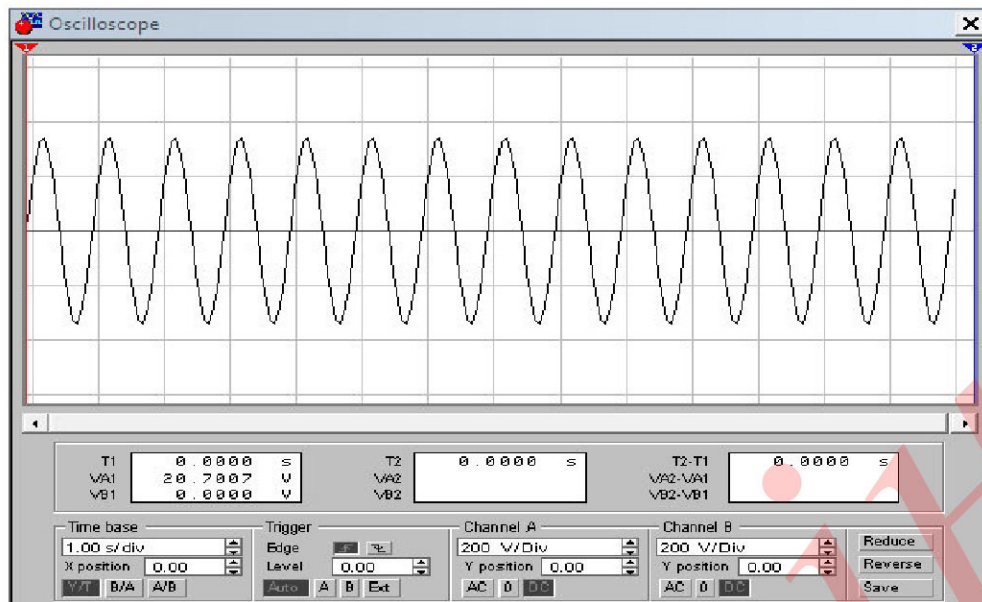 Oscilloscope
1
2
T1 0.0000 s T2 0.0000 s T2-T1 0.0000 s
VA1 20.7007 V VA2 VA2-VA1
VB1 0.0000 V VB2 VB2-VB1
Time base Trigger Channel A Channel B
1.00 s/div Edge 200 V/Div 200 V/Div Reduce
X position 0.00 Level 0.00 Y position 0.00 Y position 0.00 Reverse
Y/T B/A A/B Auto A B Ext AC 0 DC AC 0 DC Save